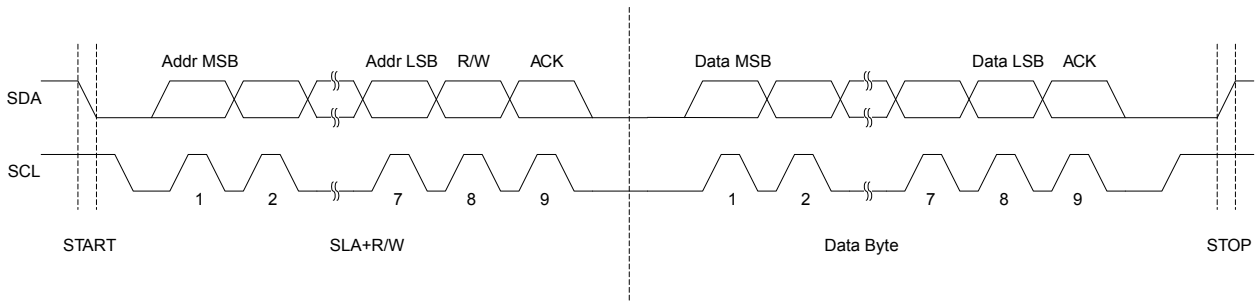 Addr MSB Addr LSB R/W ACK Data MSB Data LSB ACK
SDA
SCL
1 2 7 8 9 1 2 7 8 9
START SLA+R/W Data Byte STOP